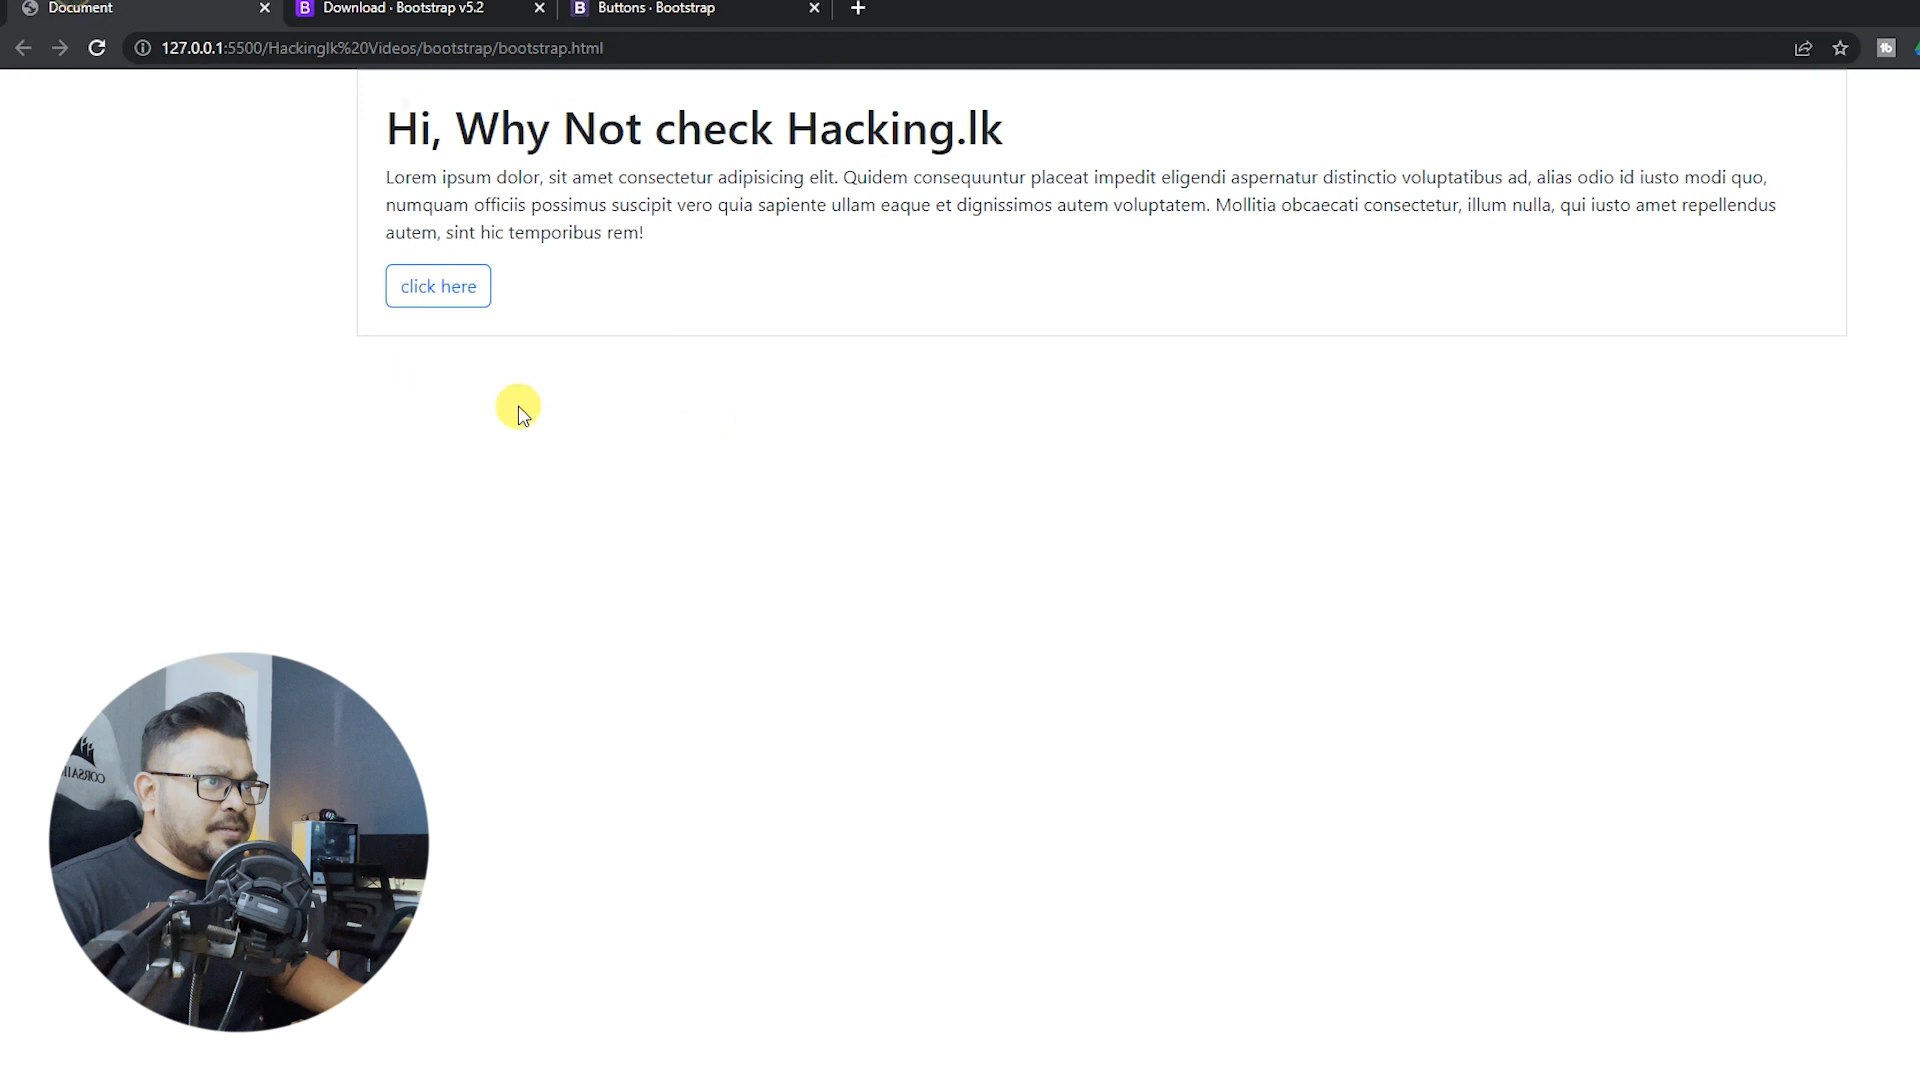 Document
Download · Bootstrap v5.2
Buttons · Bootstrap
127.0.0.1:5500/Hackinglk%20Videos/bootstrap/bootstrap.html
Hi, Why Not check Hacking.lk
Lorem ipsum dolor, sit amet consectetur adipisicing elit. Quidem consequuntur placeat impedit eligendi aspernatur distinctio voluptatibus ad, alias odio id iusto modi quo,
numquam officiis possimus suscipit vero quia sapiente ullam eaque et dignissimos autem voluptatem. Mollitia obcaecati consectetur, illum nulla, qui iusto amet repellendus
autem, sint hic temporibus rem!
click here